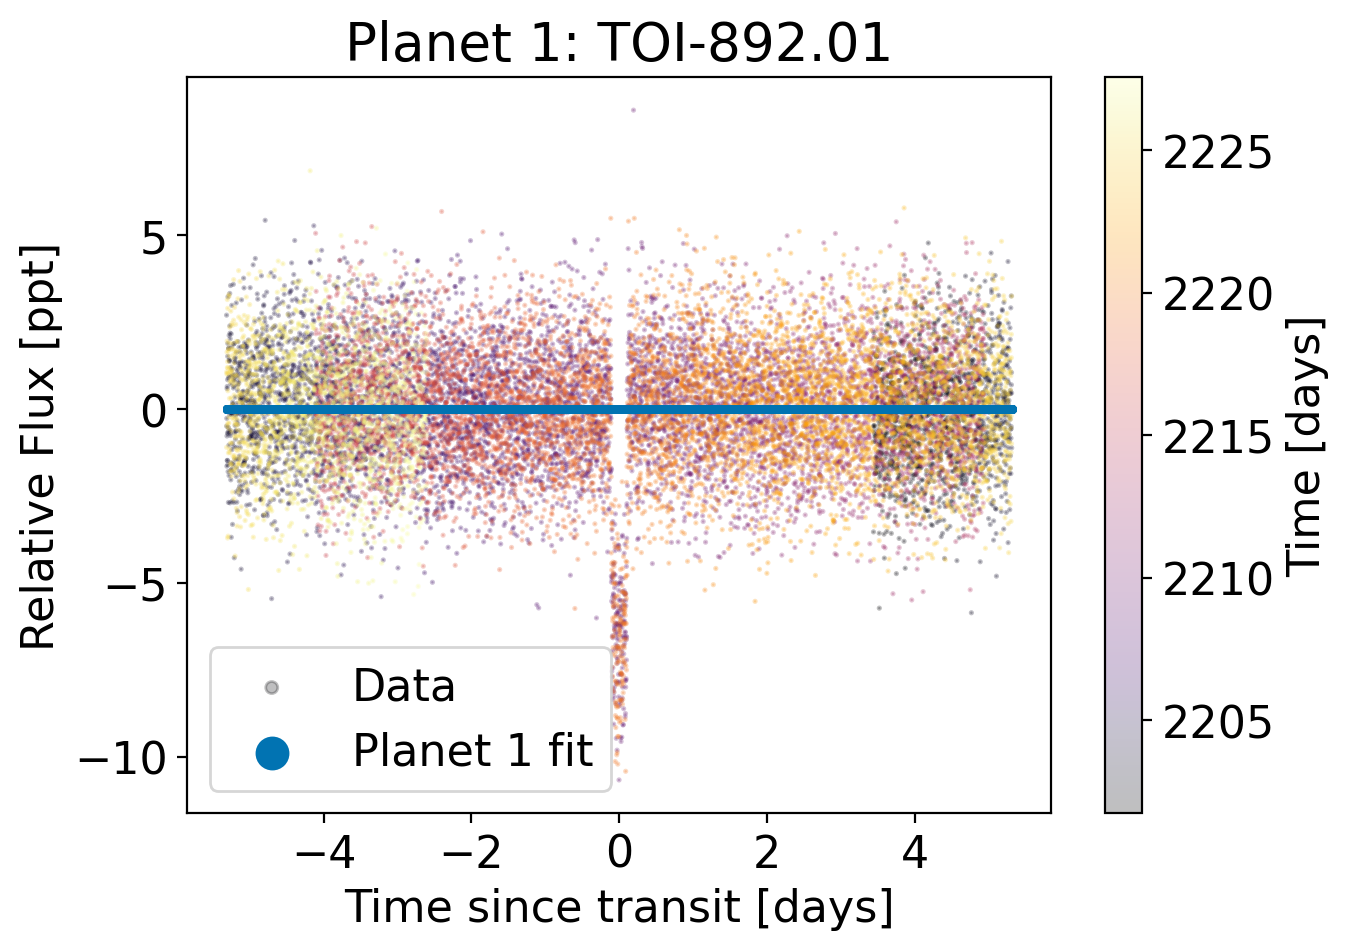 Planet 1: TOI-892.01
Relative Flux [ppt]
5
0
−5
−10
Data
Planet 1 fit
−4
−2
0
2
4
Time since transit [days]
2225
2220
2215
2210
2205
Time [days]